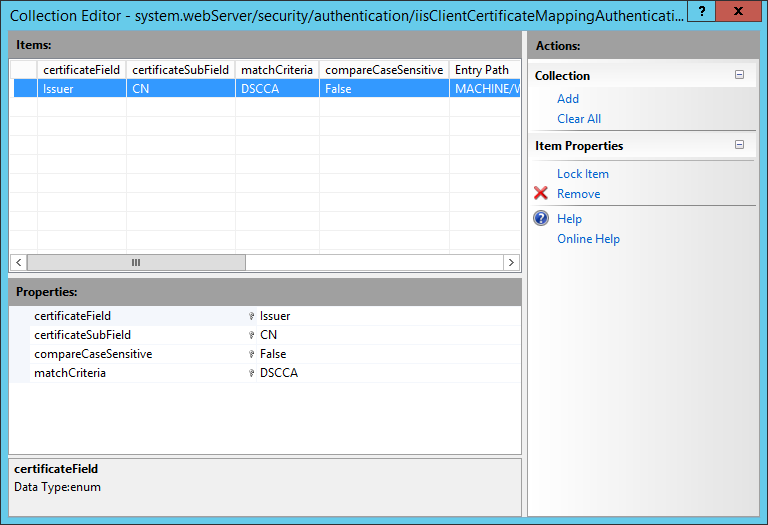 Collection Editor - system.webServer/security/authentication/iisClientCertificateMappingAuthenticati...
? x
Items:
certificateField certificateSubField matchCriteria compareCaseSensitive Entry Path
Issuer CN DSCCA False MACHINE/W
Properties:
certificateField Issuer
certificateSubField CN
compareCaseSensitive False
matchCriteria DSCCA
certificateField
Data Type:enum
Actions:
Collection
Add
Clear All
Item Properties
Lock Item
Remove
? Help
Online Help